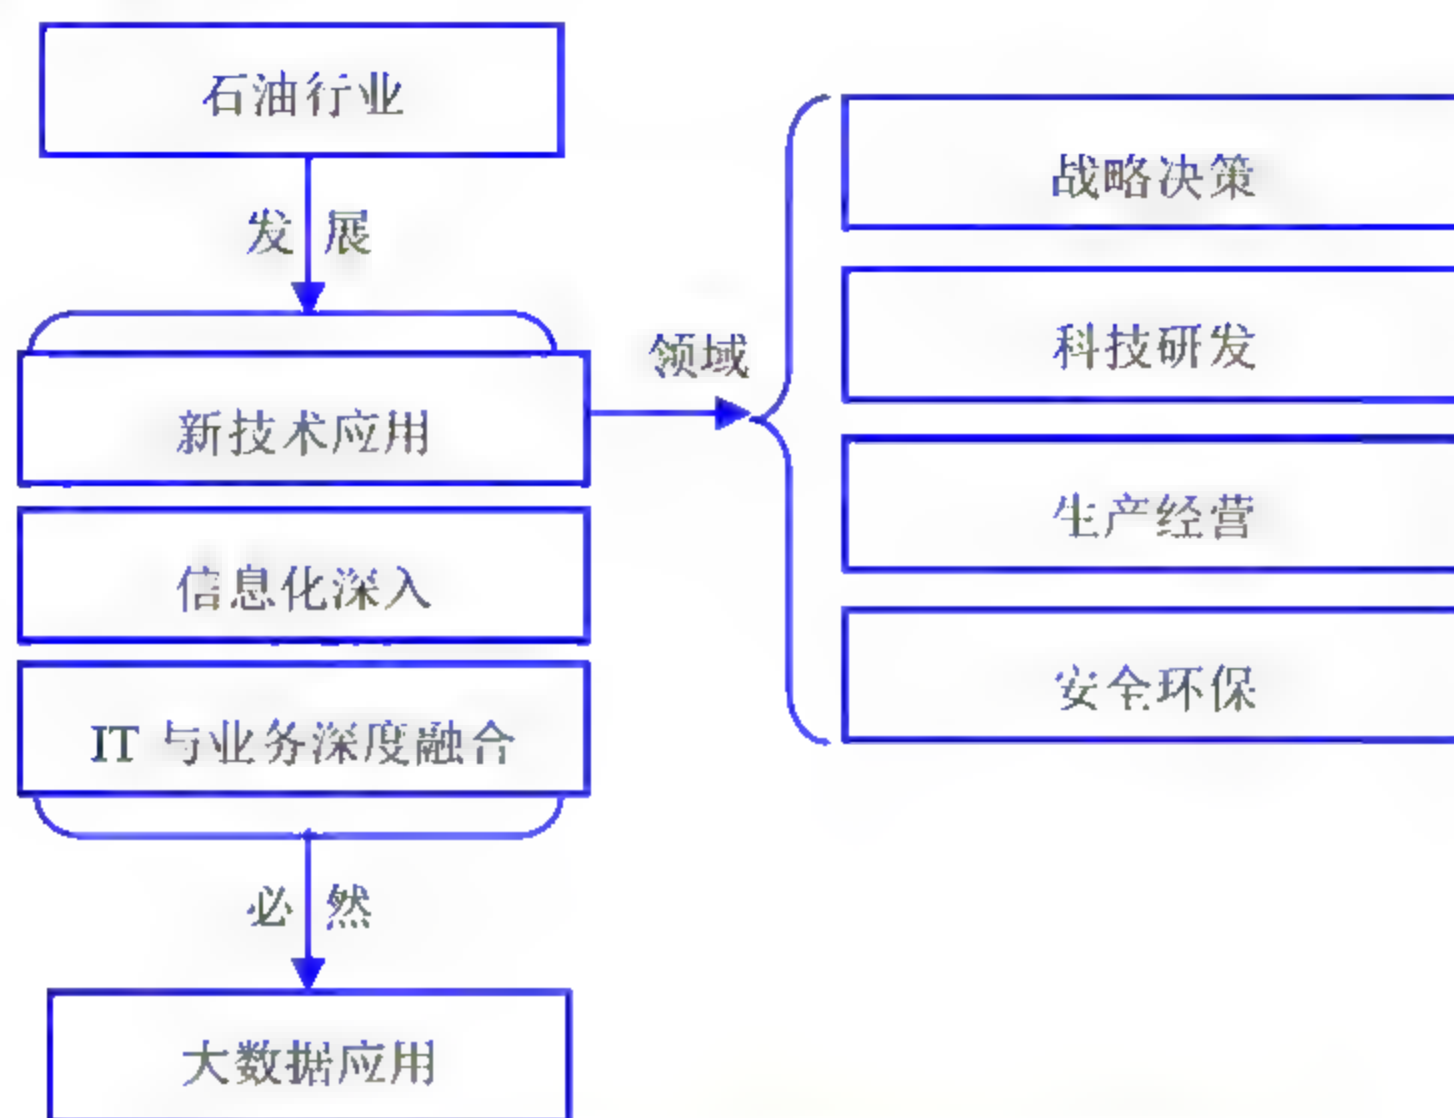 石油行业
发展
新技术应用
信息化深入
IT 与业务深度融合
必然
大数据应用
领域
战略决策
科技研发
生产经营
安全环保